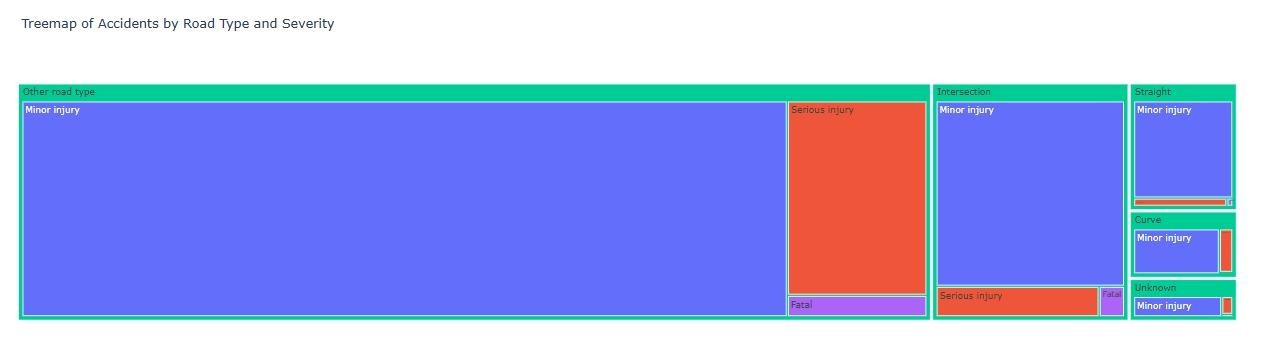 Treemap of Accidents by Road Type and Severity
Other road type
Minor injury
Serious injury
Fatal
Intersection
Minor injury
Serious injury
Fatal
Straight
Minor injury
Curve
Minor injury
Unknown
Minor injury